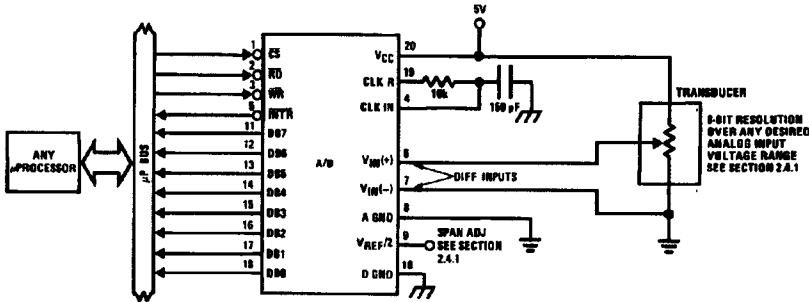 5V
1 CS
2 RD
3 WR
5 INTR
11 DB7
12 DB6
13 DB5
14 DB4
15 DB3
16 DB2
17 DB1
18 DB0
ANY
µPROCESSOR
µP BUS
A/D
VCC 20
CLK R 19
10k
150 pF
CLK IN 4
VIN(+) 6
DIFF INPUTS
VIN(−) 7
A GND 8
VREF/2 9
SPAN ADJ
SEE SECTION
2.4.1
D GND 10
TRANSDUCER
8-BIT RESOLUTION
OVER ANY DESIRED
ANALOG INPUT
VOLTAGE RANGE
SEE SECTION 2.4.1